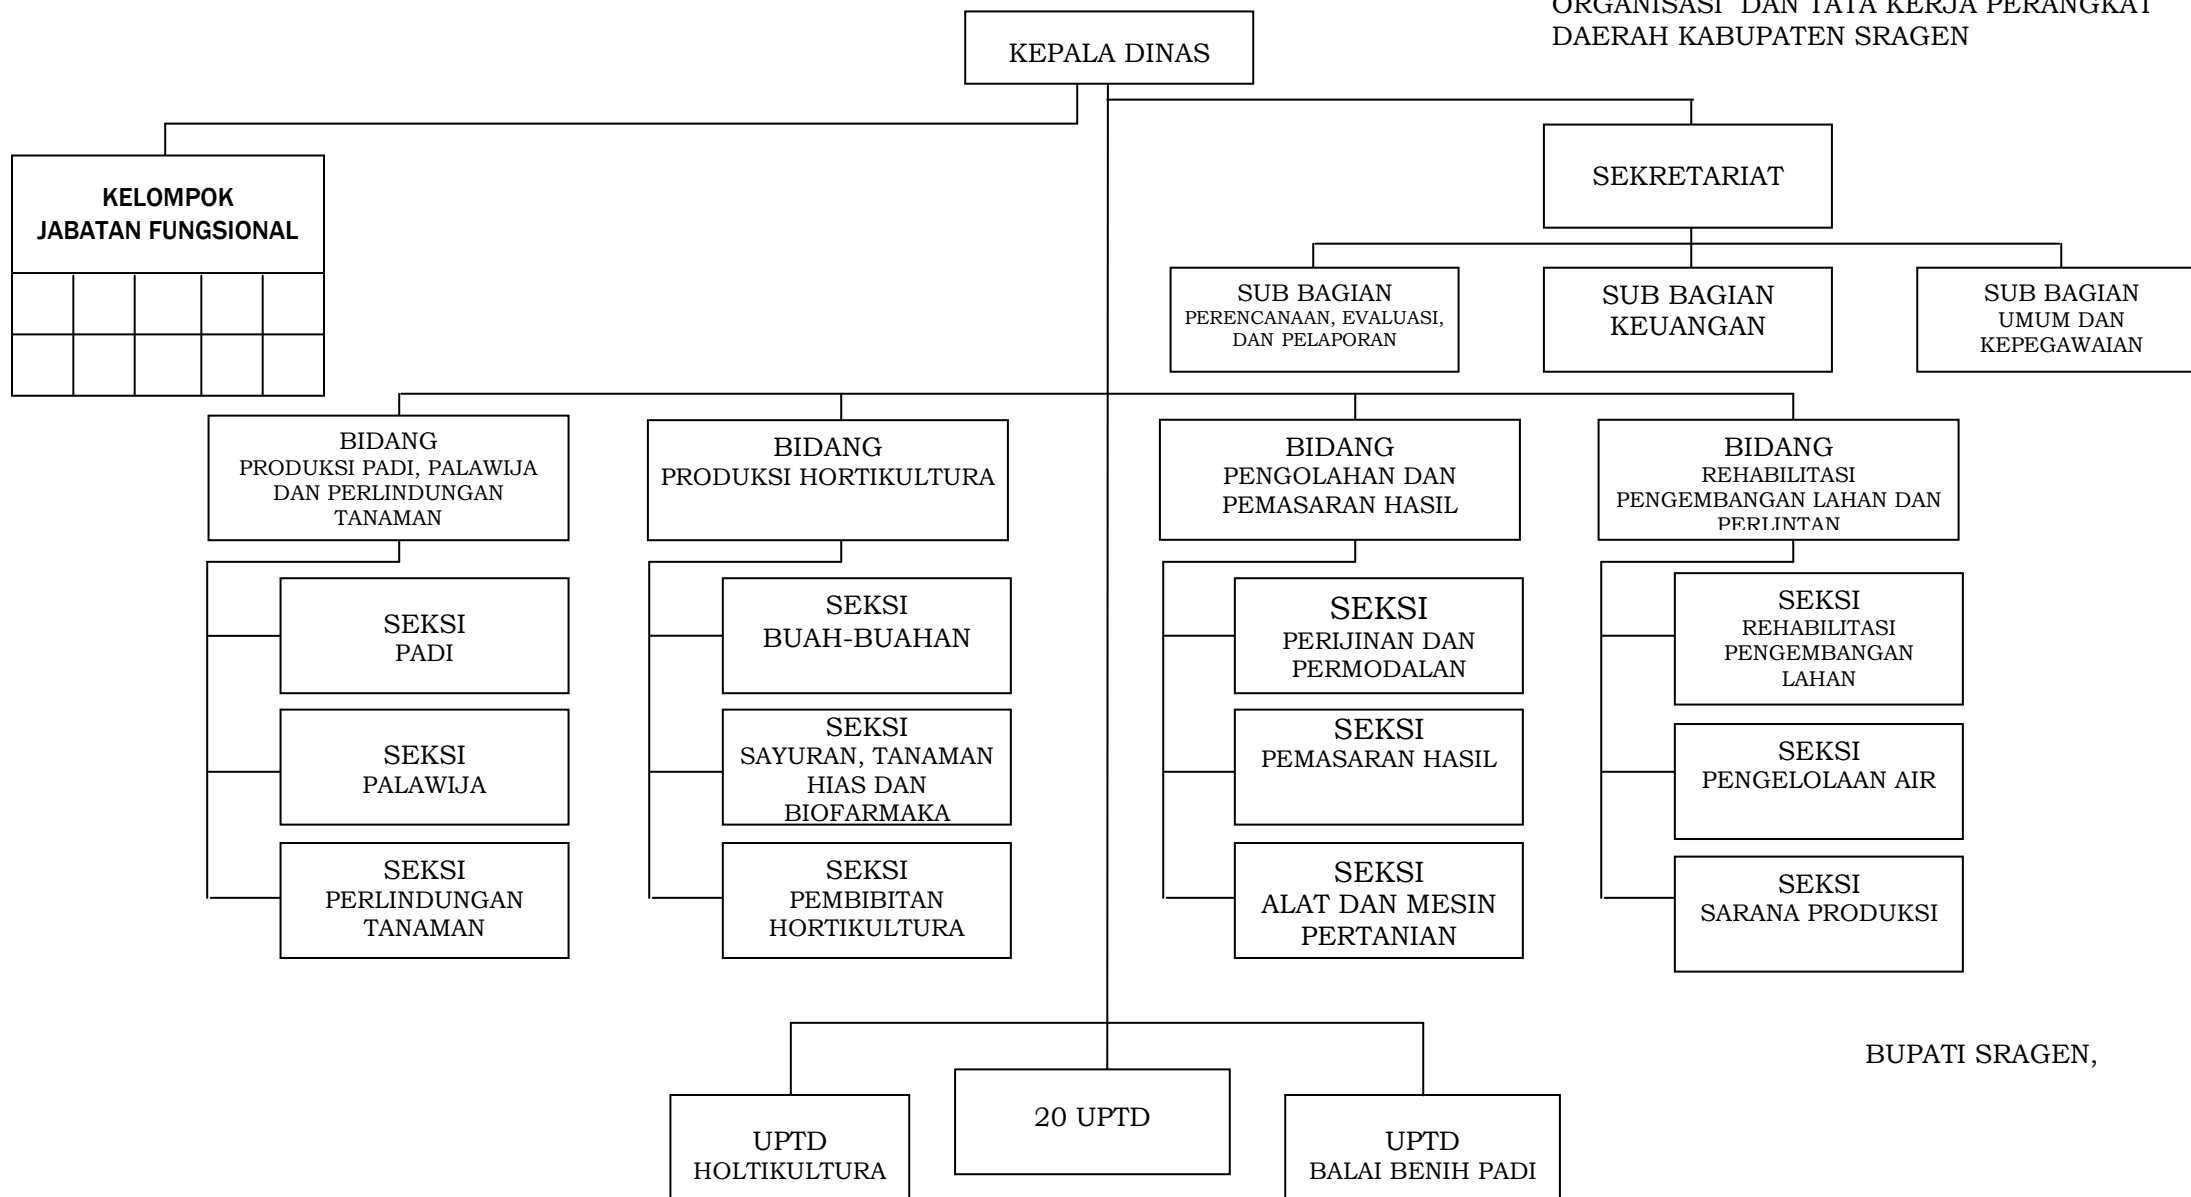 ORGANISASI DAN TATA KERJA PERANGKAT
DAERAH KABUPATEN SRAGEN
KEPALA DINAS
KELOMPOK
JABATAN FUNGSIONAL
SEKRETARIAT
SUB BAGIAN
PERENCANAAN, EVALUASI,
DAN PELAPORAN
SUB BAGIAN
KEUANGAN
SUB BAGIAN
UMUM DAN
KEPEGAWAIAN
BIDANG
PRODUKSI PADI, PALAWIJA
DAN PERLINDUNGAN
TANAMAN
BIDANG
PRODUKSI HORTIKULTURA
BIDANG
PENGOLAHAN DAN
PEMASARAN HASIL
BIDANG
REHABILITASI
PENGEMBANGAN LAHAN DAN
PERLINTAN
SEKSI
PADI
SEKSI
BUAH-BUAHAN
SEKSI
PERIJINAN DAN
PERMODALAN
SEKSI
REHABILITASI
PENGEMBANGAN
LAHAN
SEKSI
PALAWIJA
SEKSI
SAYURAN, TANAMAN
HIAS DAN
BIOFARMAKA
SEKSI
PEMASARAN HASIL
SEKSI
PENGELOLAAN AIR
SEKSI
PERLINDUNGAN
TANAMAN
SEKSI
PEMBIBITAN
HORTIKULTURA
SEKSI
ALAT DAN MESIN
PERTANIAN
SEKSI
SARANA PRODUKSI
BUPATI SRAGEN,
UPTD
HOLTIKULTURA
20 UPTD
UPTD
BALAI BENIH PADI